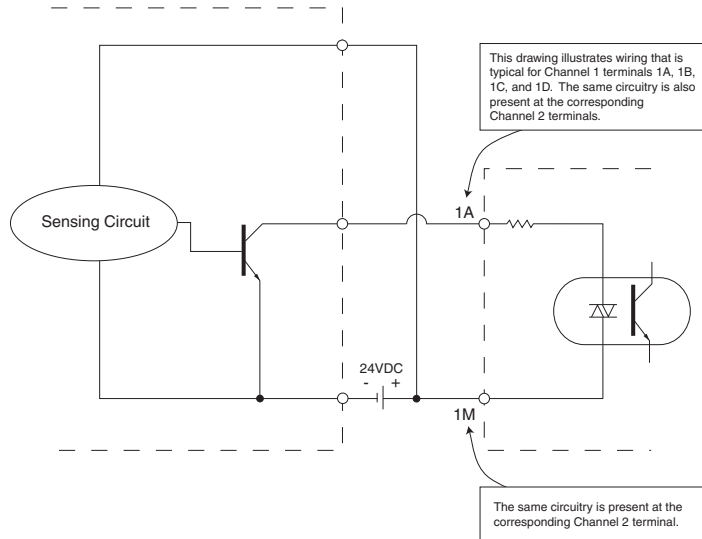 This drawing illustrates wiring that is
typical for Channel 1 terminals 1A, 1B,
1C, and 1D. The same circuitry is also
present at the corresponding
Channel 2 terminals.
Sensing Circuit
1A
24VDC
- +
1M
The same circuitry is present at the
corresponding Channel 2 terminal.